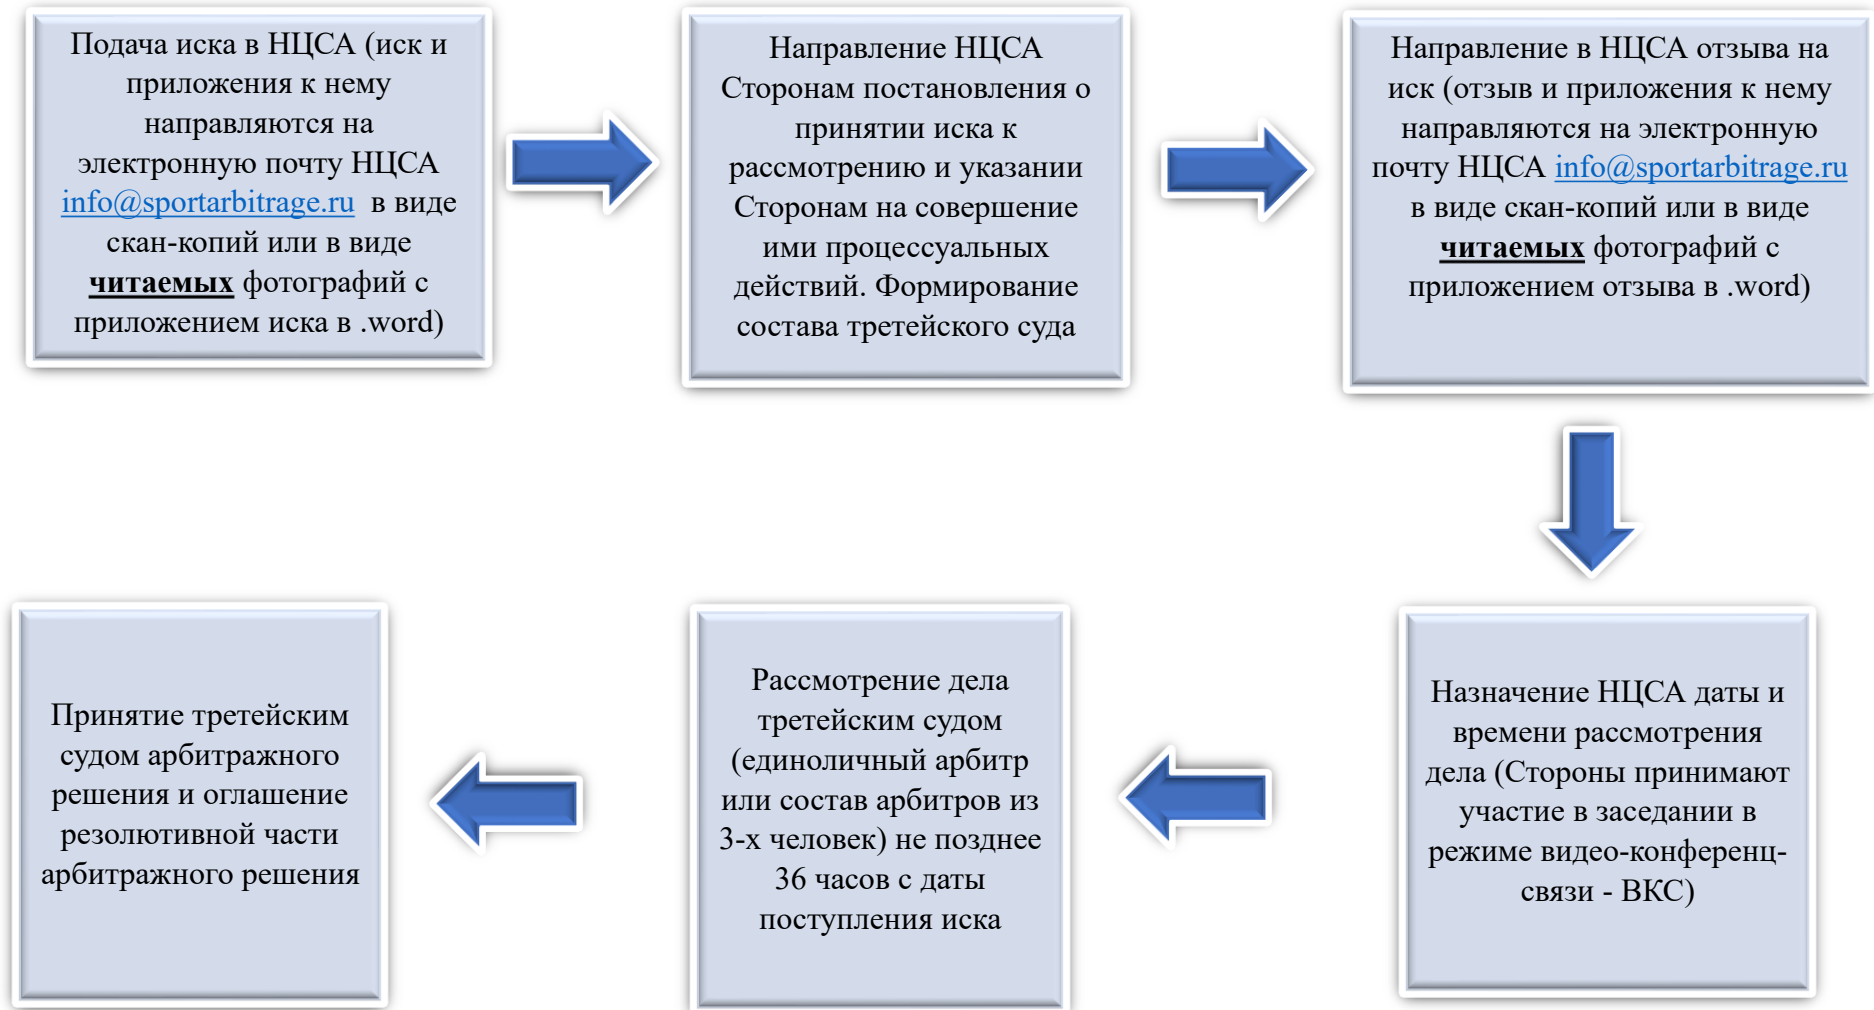 Подача иска в НЦСА (иск и
приложения к нему
направляются на
электронную почту НЦСА
info@sportarbitrage.ru в виде
скан-копий или в виде
читаемых фотографий с
приложением иска в .word)
Направление НЦСА
Сторонам постановления о
принятии иска к
рассмотрению и указании
Сторонам на совершение
ими процессуальных
действий. Формирование
состава третейского суда
Направление в НЦСА отзыва на
иск (отзыв и приложения к нему
направляются на электронную
почту НЦСА info@sportarbitrage.ru
в виде скан-копий или в виде
читаемых фотографий с
приложением отзыва в .word)
Назначение НЦСА даты и
времени рассмотрения
дела (Стороны принимают
участие в заседании в
режиме видео-конференц-
связи - ВКС)
Рассмотрение дела
третейским судом
(единоличный арбитр
или состав арбитров из
3-х человек) не позднее
36 часов с даты
поступления иска
Принятие третейским
судом арбитражного
решения и оглашение
резолютивной части
арбитражного решения